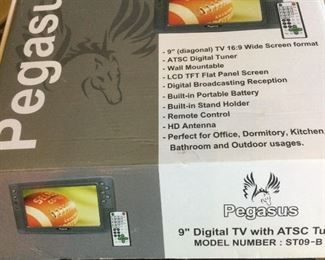 Pegasus
- 9" (diagonal) TV 16:9 Wide Screen format
- ATSC Digital Tuner
- Wall Mountable
- LCD TFT Flat Panel Screen
- Digital Broadcasting Reception
- Built-in Portable Battery
- Built-in Stand Holder
- Remote Control
- HD Antenna
- Perfect for Office, Dormitory, Kitchen
Bathroom and Outdoor usages.
Pegasus
9" Digital TV with ATSC Tu
MODEL NUMBER : ST09-B